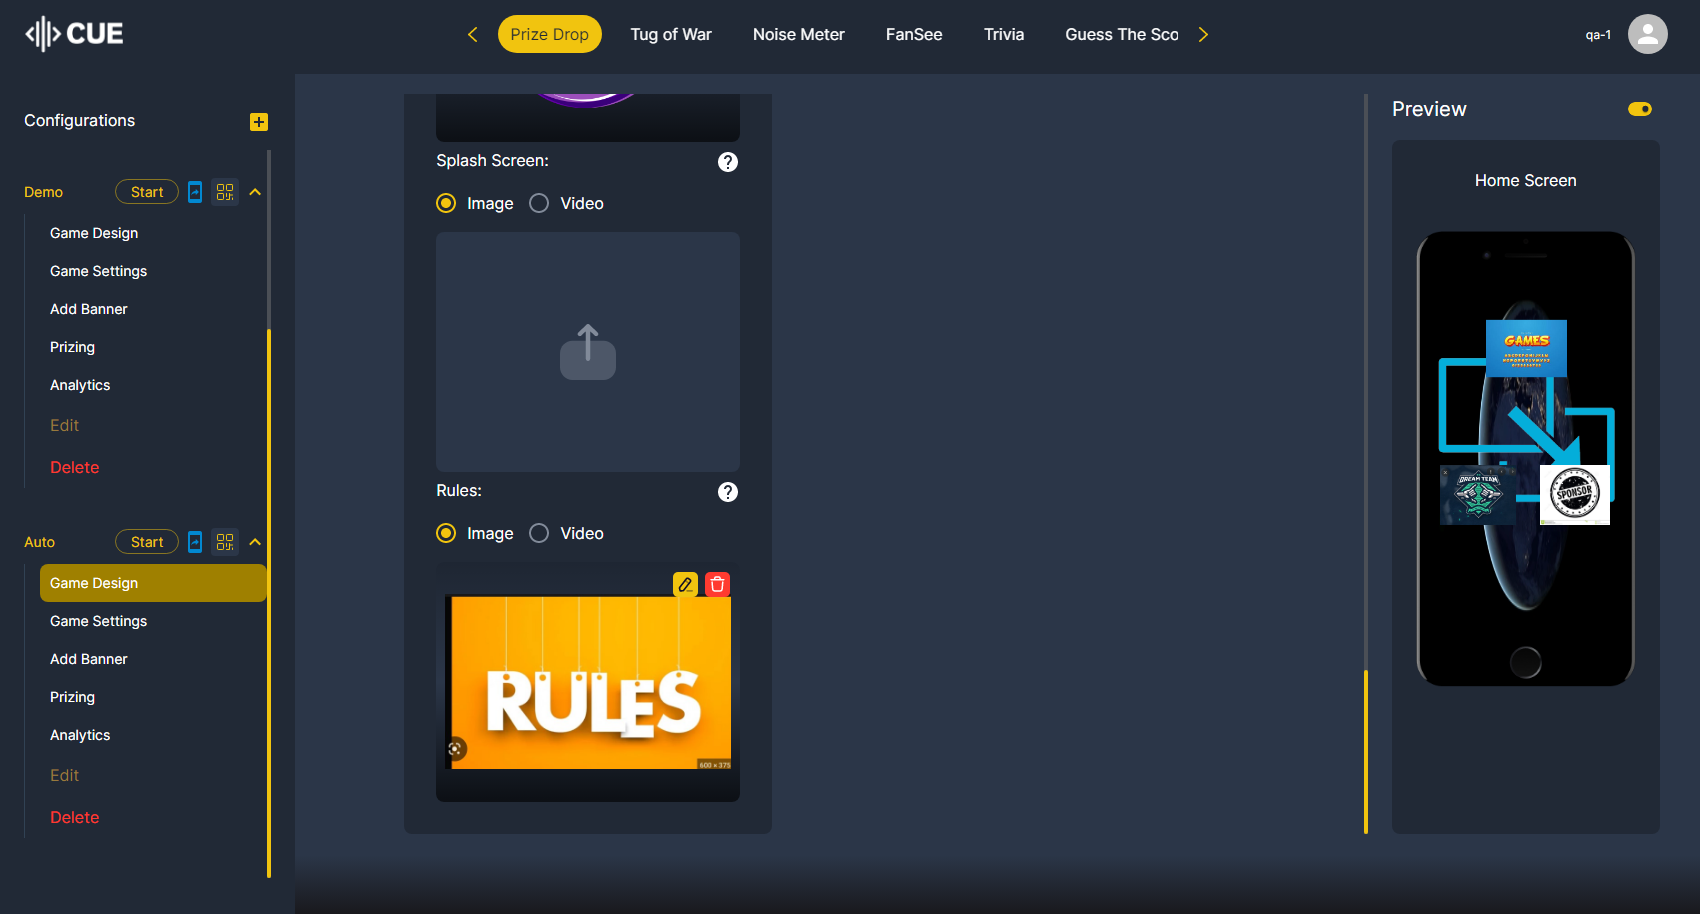 CUE
Prize Drop
Tug of War
Noise Meter
FanSee
Trivia
Guess The Sco
qa-1
Configurations
Demo
Start
Game Design
Game Settings
Add Banner
Prizing
Analytics
Edit
Delete
Auto
Start
Game Design
Game Settings
Add Banner
Prizing
Analytics
Edit
Delete
Splash Screen:
?
Image
Video
Rules:
?
Image
Video
RULES
600 × 375
Preview
Home Screen
GAMES
DREAM TEAM
SPONSOR